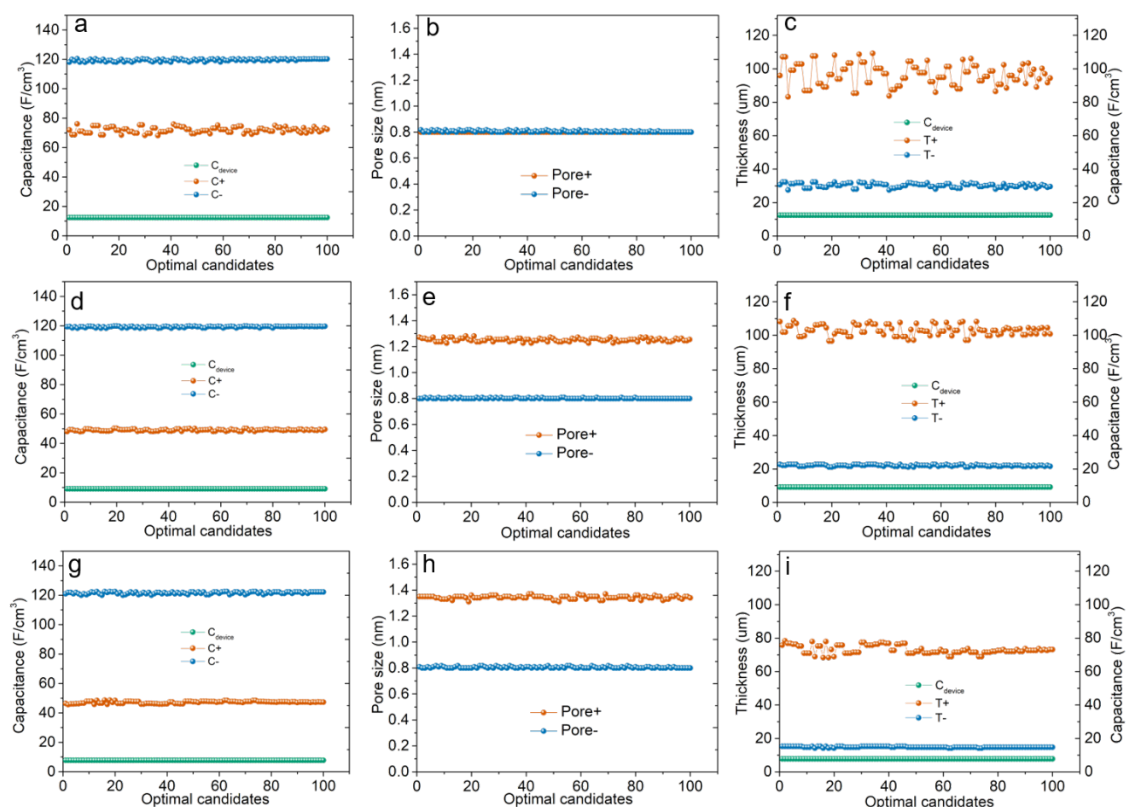 a
Capacitance (F/cm³)
140
120
100
80
60
40
20
0
C device
C+
C-
0 20 40 60 80 100
Optimal candidates
b
Pore size (nm)
1.6
1.4
1.2
1.0
0.8
0.6
0.4
0.2
0.0
Pore+
Pore-
0 20 40 60 80 100
Optimal candidates
c
Thickness (um)
120
100
80
60
40
20
0
C device
T+
T-
120
100
80
60
40
20
0
Capacitance (F/cm³)
0 20 40 60 80 100
Optimal candidates
d
Capacitance (F/cm³)
140
120
100
80
60
40
20
0
C device
C+
C-
0 20 40 60 80 100
Optimal candidates
e
Pore size (nm)
1.6
1.4
1.2
1.0
0.8
0.6
0.4
0.2
0.0
Pore+
Pore-
0 20 40 60 80 100
Optimal candidates
f
Thickness (um)
120
100
80
60
40
20
0
C device
T+
T-
120
100
80
60
40
20
0
Capacitance (F/cm³)
0 20 40 60 80 100
Optimal candidates
g
Capacitance (F/cm³)
140
120
100
80
60
40
20
0
C device
C+
C-
0 20 40 60 80 100
Optimal candidates
h
Pore size (nm)
1.6
1.4
1.2
1.0
0.8
0.6
0.4
0.2
0.0
Pore+
Pore-
0 20 40 60 80 100
Optimal candidates
i
Thickness (um)
120
100
80
60
40
20
0
C device
T+
T-
120
100
80
60
40
20
0
Capacitance (F/cm³)
0 20 40 60 80 100
Optimal candidates